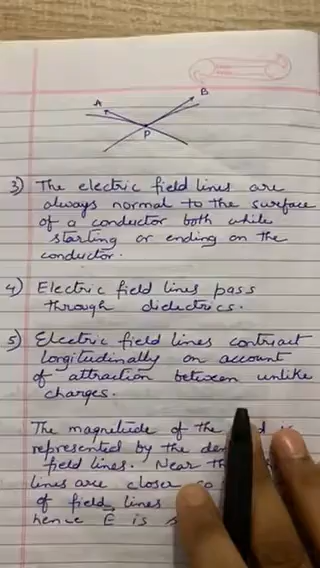 A
B
P
3) The electric field lines are
always normal to the surface
of a conductor both while
starting or ending on the
conductor.
4) Electric field lines pass
through dielectrics.
5) Electric field lines contract
longitudinally on account
of attraction between unlike
charges.
The magnitude of the
represented by the
field lines. Near
lines are closer
of field lines
hence E⃗ is